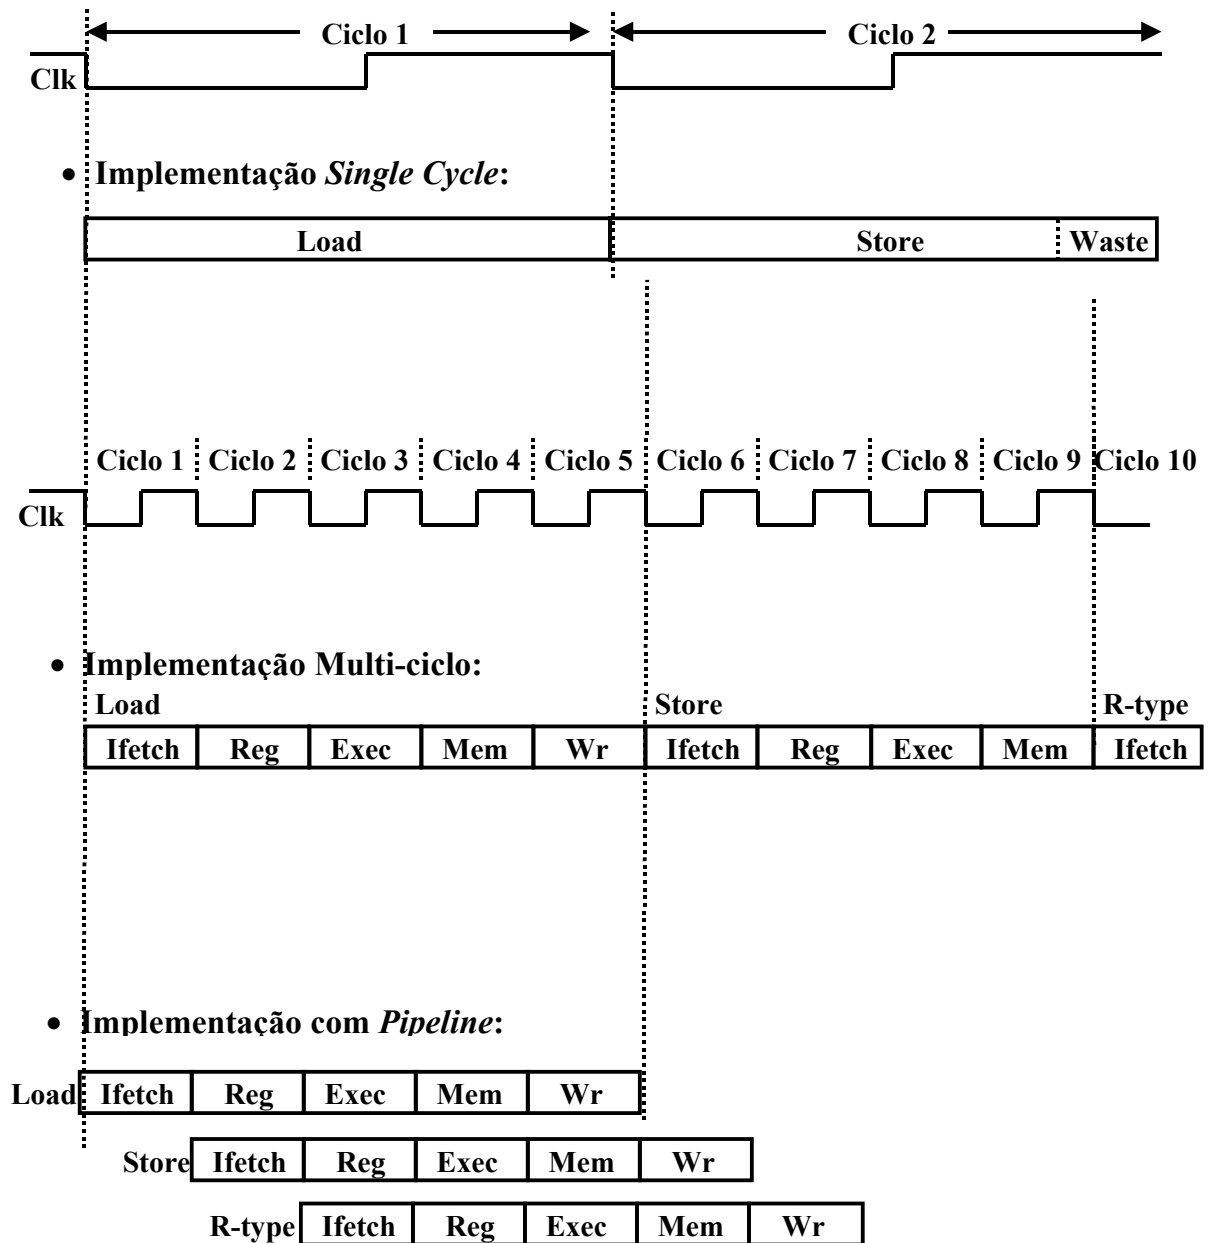 Ciclo 1 Ciclo 2
Clk
• Implementação Single Cycle:
Load Store Waste
Ciclo 1 Ciclo 2 Ciclo 3 Ciclo 4 Ciclo 5 Ciclo 6 Ciclo 7 Ciclo 8 Ciclo 9 Ciclo 10
Clk
• Implementação Multi-ciclo:
Load Store R-type
Ifetch Reg Exec Mem Wr Ifetch Reg Exec Mem Ifetch
• Implementação com Pipeline:
Load Ifetch Reg Exec Mem Wr
Store Ifetch Reg Exec Mem Wr
R-type Ifetch Reg Exec Mem Wr